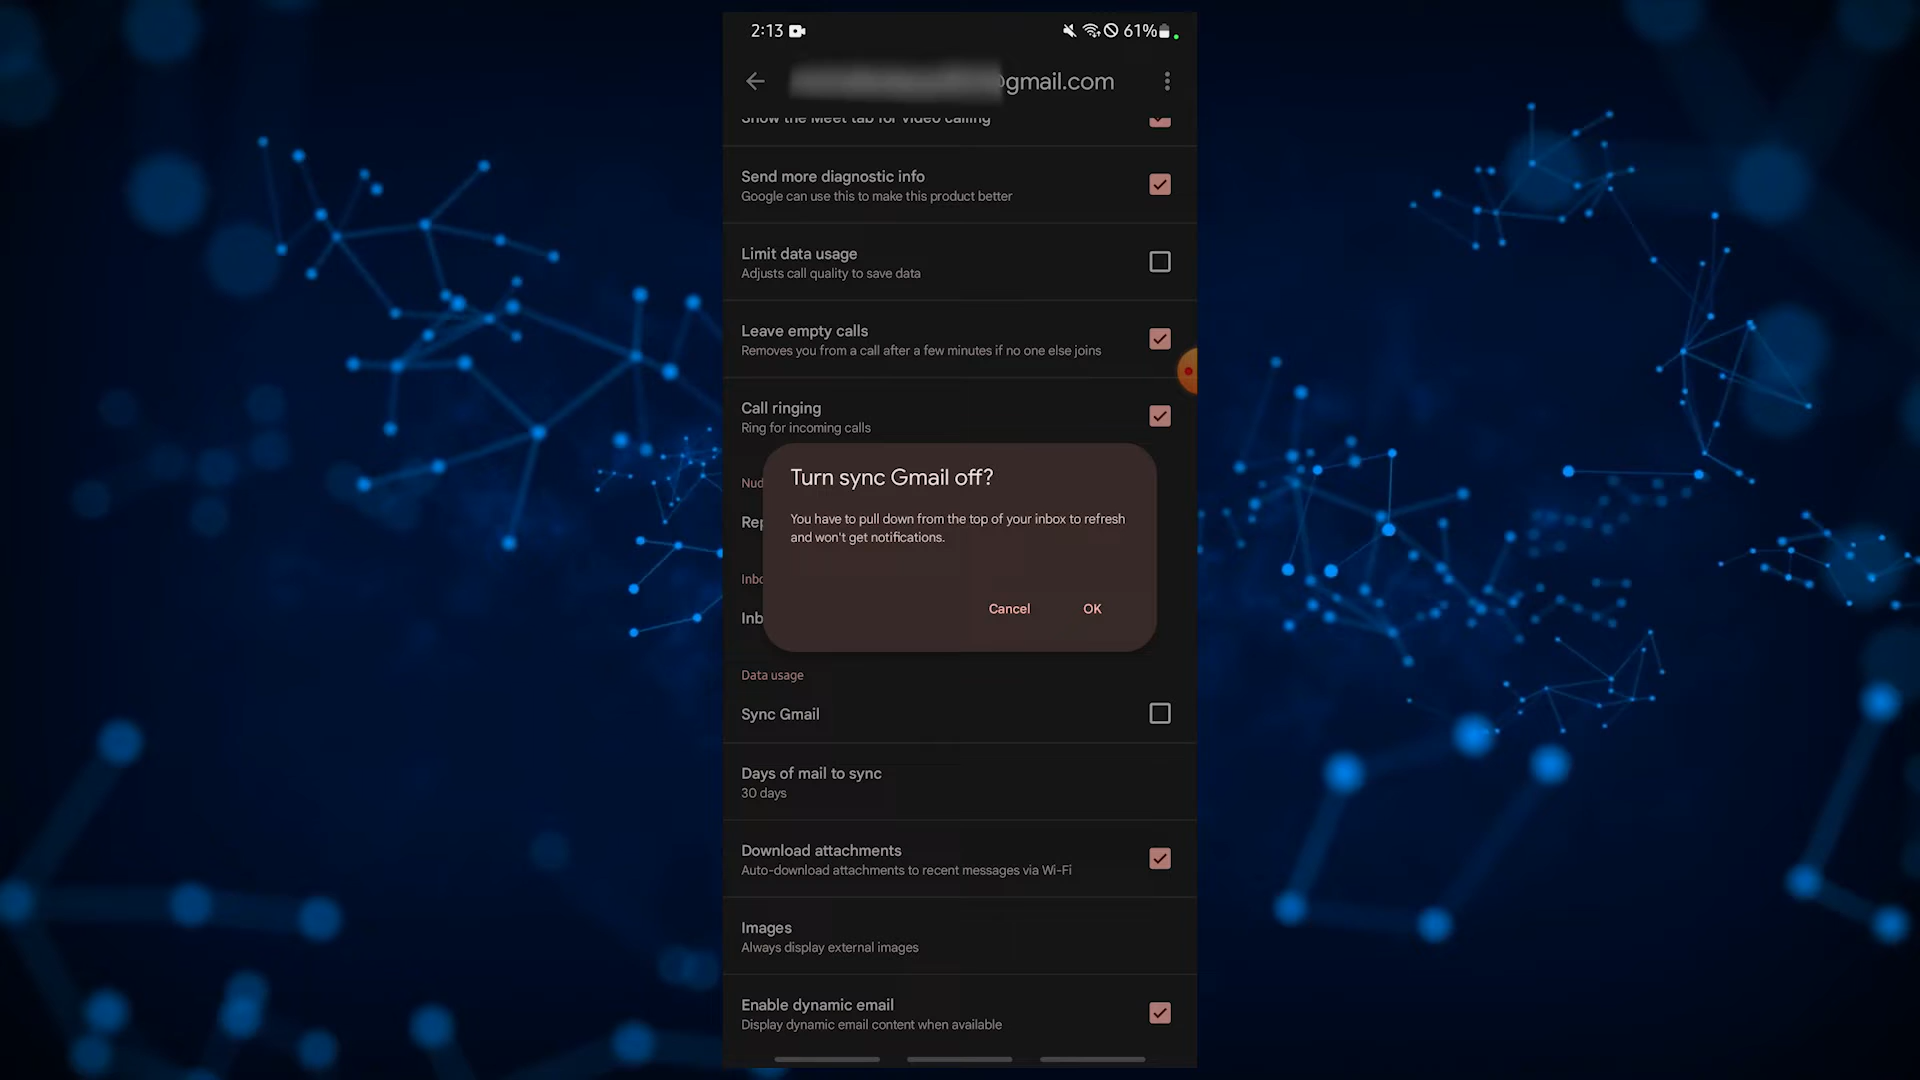 2:13
61%
@gmail.com
Show the Meet tab for video calling
Send more diagnostic info
Google can use this to make this product better
Limit data usage
Adjusts call quality to save data
Leave empty calls
Removes you from a call after a few minutes if no one else joins
Call ringing
Ring for incoming calls
Nud
Rep
Inbo
Inb
Turn sync Gmail off?
You have to pull down from the top of your inbox to refresh
and won't get notifications.
Cancel
OK
Data usage
Sync Gmail
Days of mail to sync
30 days
Download attachments
Auto-download attachments to recent messages via Wi-Fi
Images
Always display external images
Enable dynamic email
Display dynamic email content when available